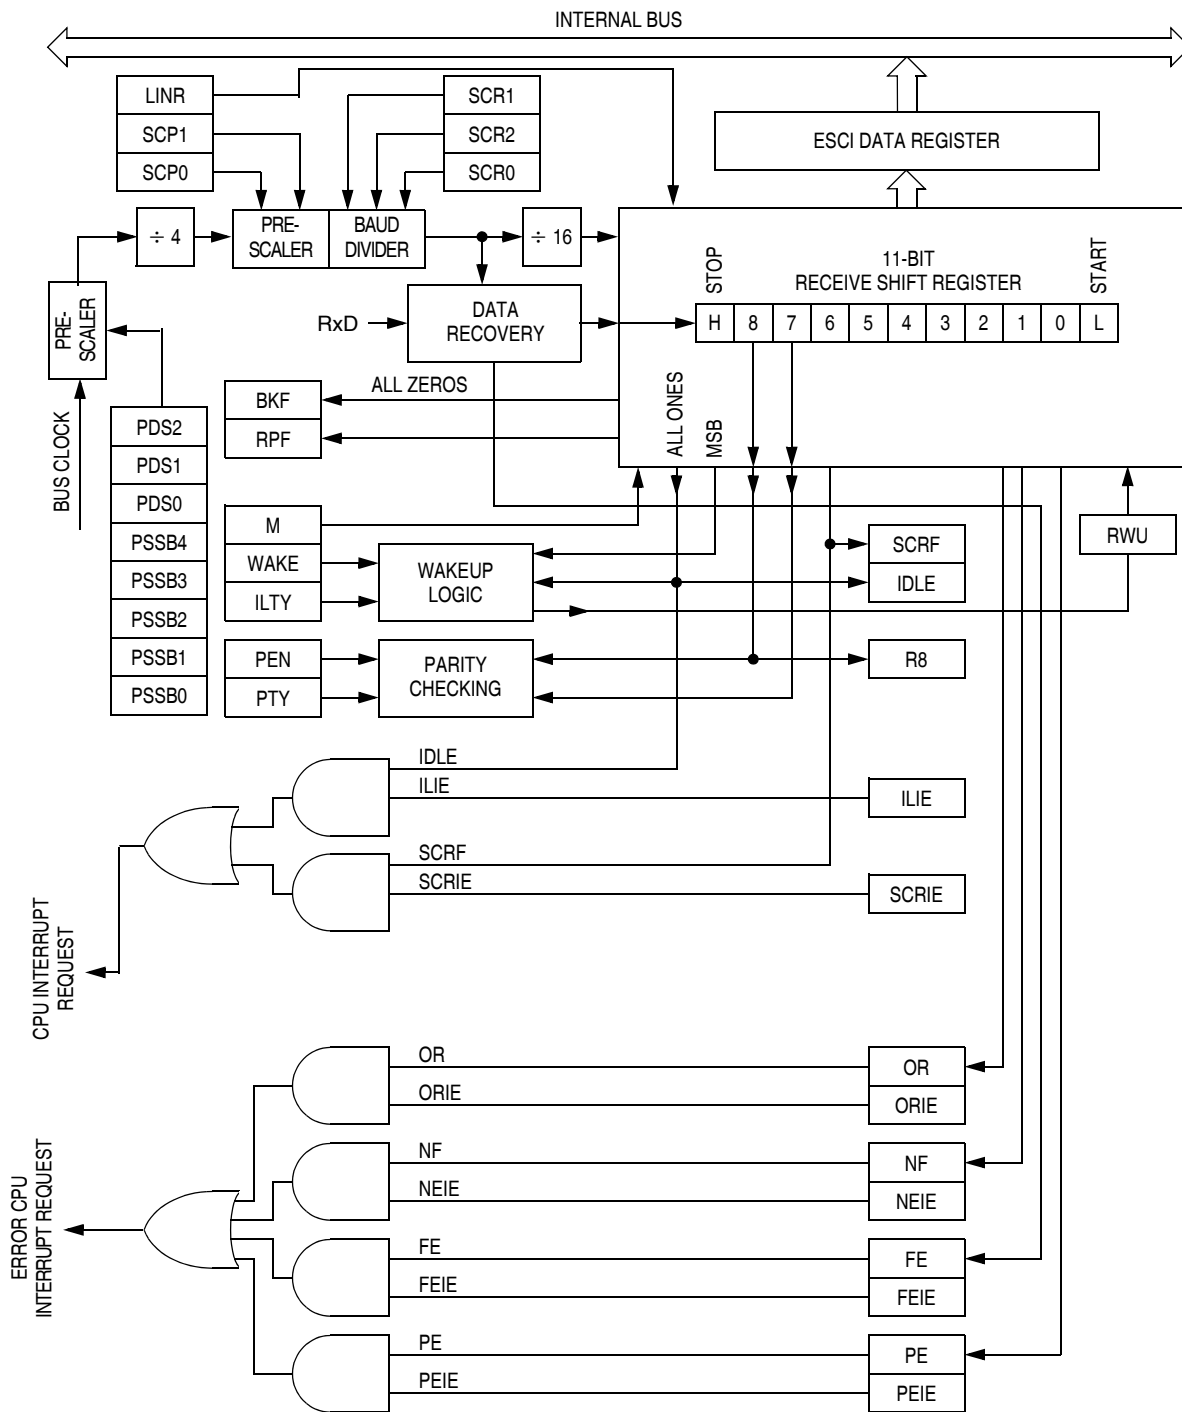 INTERNAL BUS
LINR
SCP1
SCP0
SCR1
SCR2
SCR0
ESCI DATA REGISTER
÷ 4
PRE-
SCALER
BAUD
DIVIDER
÷ 16
11-BIT
RECEIVE SHIFT REGISTER
STOP
START
H 8 7 6 5 4 3 2 1 0 L
PRE-
SCALER
RxD
DATA
RECOVERY
BUS CLOCK
ALL ZEROS
BKF
RPF
ALL ONES
MSB
PDS2
PDS1
PDS0
PSSB4
PSSB3
PSSB2
PSSB1
PSSB0
M
WAKE
ILTY
WAKEUP
LOGIC
SCRF
IDLE
RWU
PEN
PTY
PARITY
CHECKING
R8
IDLE
ILIE
ILIE
SCRF
SCRIE
SCRIE
CPU INTERRUPT
REQUEST
OR
OR
ORIE
ORIE
NF
NF
NEIE
NEIE
FE
FE
FEIE
FEIE
PE
PE
PEIE
PEIE
ERROR CPU
INTERRUPT REQUEST